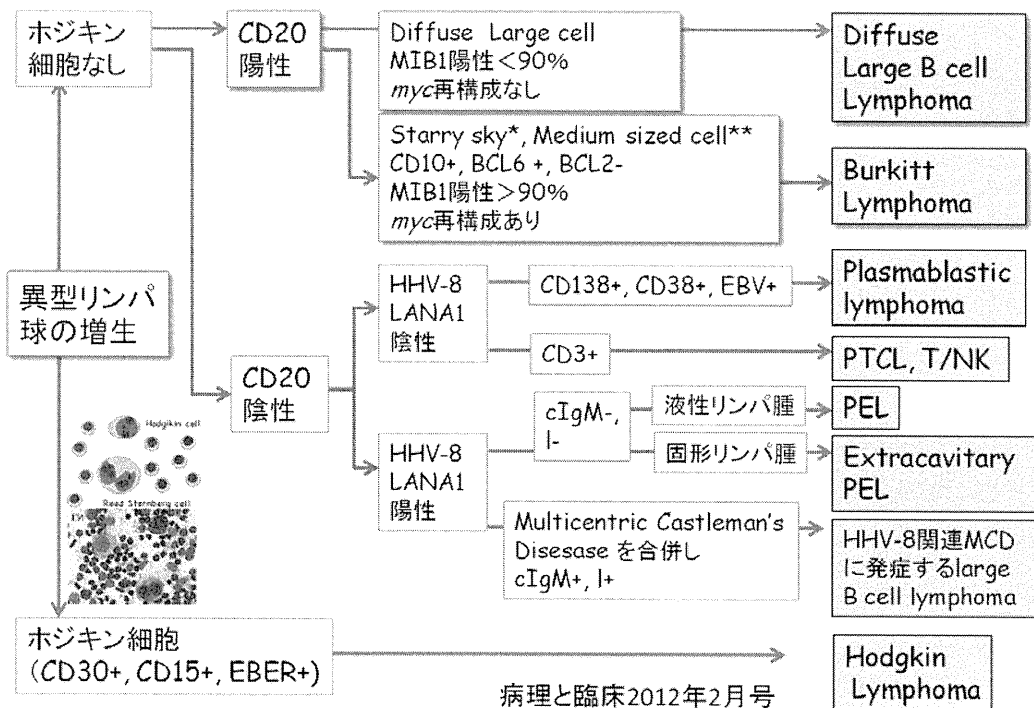 ホジキン
細胞なし
CD20
陽性
Diffuse Large cell
MIB1陽性<90%
myc再構成なし
Diffuse
Large B cell
Lymphoma
Starry sky*, Medium sized cell**
CD10+, BCL6 +, BCL2-
MIB1陽性>90%
myc再構成あり
Burkitt
Lymphoma
異型リンパ
球の増生
CD20
陰性
HHV-8
LANA1
陰性
CD138+, CD38+, EBV+
Plasmablastic
lymphoma
CD3+
PTCL, T/NK
HHV-8
LANA1
陽性
cIgM-,
l-
液性リンパ腫
PEL
固形リンパ腫
Extracavitary
PEL
Multicentric Castleman's
Disesase を合併し
cIgM+, l+
HHV-8関連MCD
に発症するlarge
B cell lymphoma
Hodgikin cell
Reed Sternberg cell
ホジキン細胞
(CD30+, CD15+, EBER+)
Hodgkin
Lymphoma
病理と臨床2012年2月号